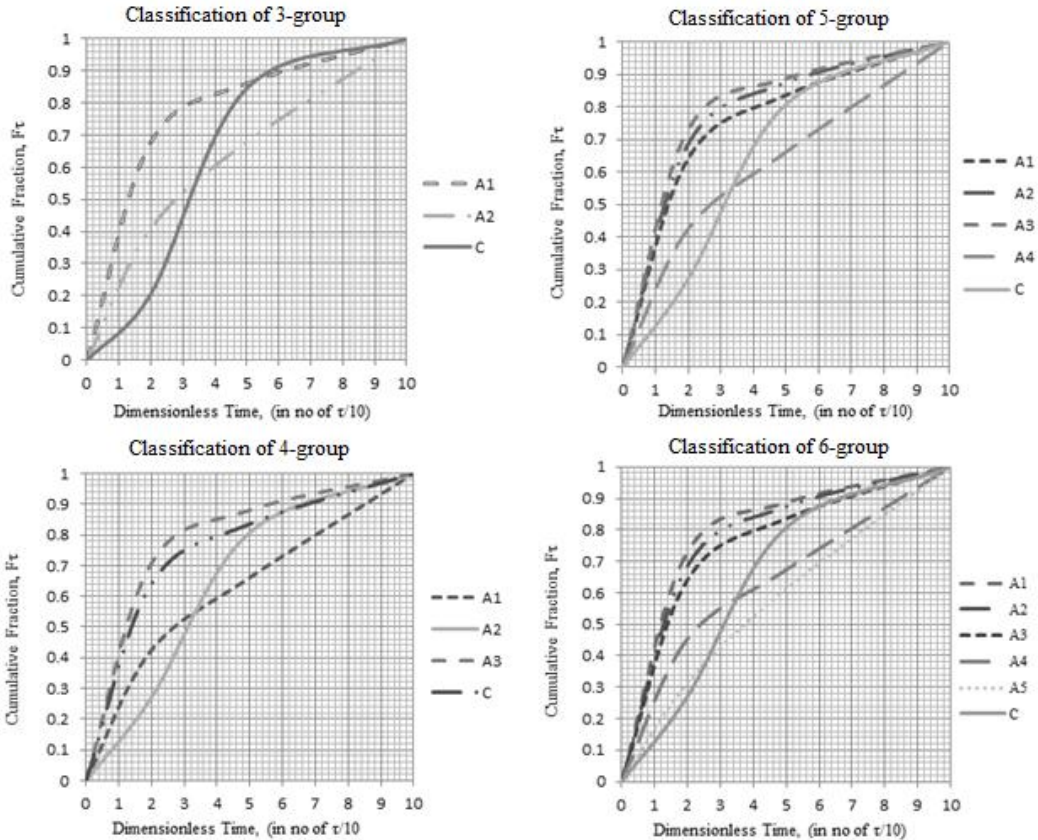 Classification of 3-group
1
0.9
0.8
0.7
0.6
0.5
0.4
0.3
0.2
0.1
0
Cumulative Fraction, Fτ
0 1 2 3 4 5 6 7 8 9 10
Dimensionless Time, (in no of τ/10)
A1
A2
C
Classification of 5-group
1
0.9
0.8
0.7
0.6
0.5
0.4
0.3
0.2
0.1
0
Cumulative Fraction, Fτ
0 1 2 3 4 5 6 7 8 9 10
Dimensionless Time, (in no of τ/10)
A1
A2
A3
A4
C
Classification of 4-group
1
0.9
0.8
0.7
0.6
0.5
0.4
0.3
0.2
0.1
0
Cumulative Fraction, Fτ
0 1 2 3 4 5 6 7 8 9 10
Dimensionless Time, (in no of τ/10
A1
A2
A3
C
Classification of 6-group
1
0.9
0.8
0.7
0.6
0.5
0.4
0.3
0.2
0.1
0
Cumulative Fraction, Fτ
0 1 2 3 4 5 6 7 8 9 10
Dimensionless Time, (in no of τ/10)
A1
A2
A3
A4
A5
C